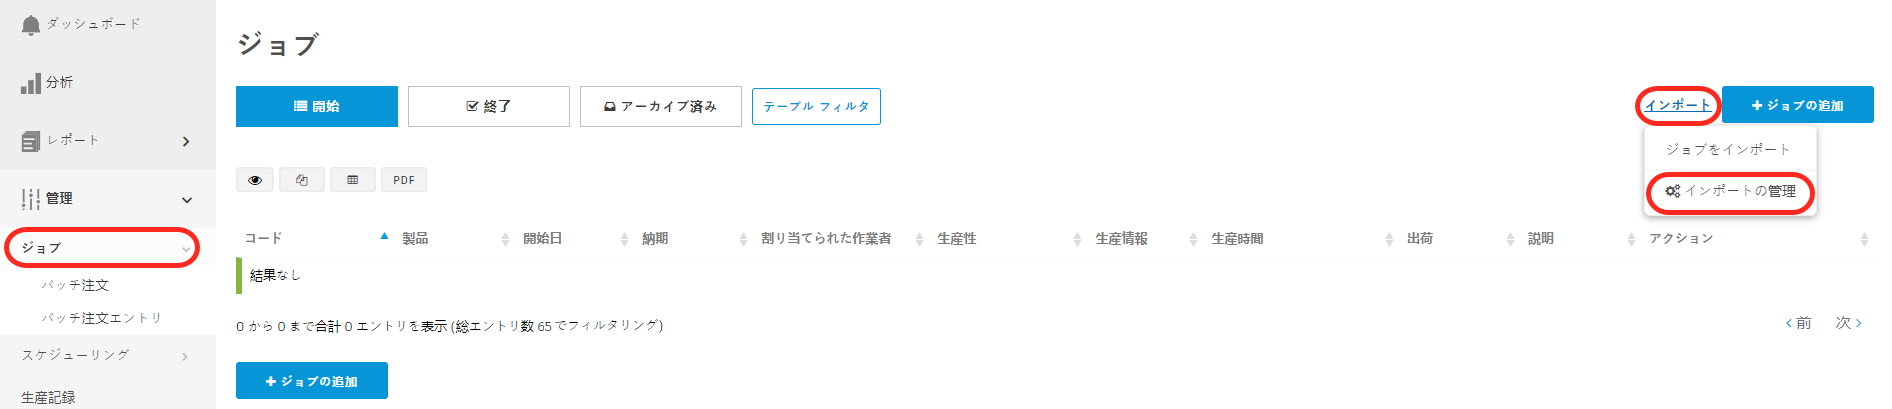 ダッシュボード
分析
レポート
管理
ジョブ
バッチ注文
バッチ注文エントリ
スケジューリング
生産記録
ジョブ
開始 終了 アーカイブ済み テーブル フィルタ
インポート ジョブの追加
ジョブをインポート
インポートの管理
PDF
コード 製品 開始日 納期 割り当てられた作業者 生産性 生産情報 生産時間 出荷 説明 アクション
結果なし
0 から 0 まで合計 0 エントリを表示 (総エントリ数 65 でフィルタリング)
前 次
ジョブの追加